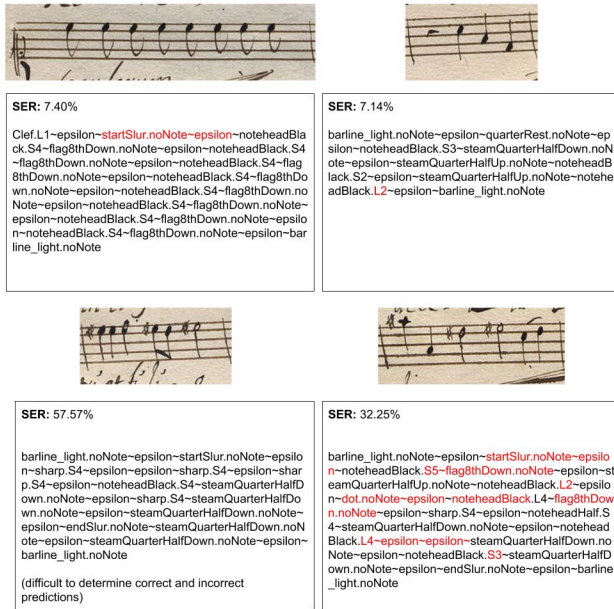 SER: 7.40%
Clef.L1~epsilon~startSlur.noNote~epsilon~noteheadBla
ck.S4~flag8thDown.noNote~epsilon~noteheadBlack.S4
~flag8thDown.noNote~epsilon~noteheadBlack.S4~flag
8thDown.noNote~epsilon~noteheadBlack.S4~flag8thDo
wn.noNote~epsilon~noteheadBlack.S4~flag8thDown.no
Note~epsilon~noteheadBlack.S4~flag8thDown.noNote~
epsilon~noteheadBlack.S4~flag8thDown.noNote~epsilo
n~noteheadBlack.S4~flag8thDown.noNote~epsilon~bar
line_light.noNote
SER: 7.14%
barline_light.noNote~epsilon~quarterRest.noNote~ep
silon~noteheadBlack.S3~steamQuarterHalfDown.noN
ote~epsilon~steamQuarterHalfUp.noNote~noteheadB
lack.S2~epsilon~steamQuarterHalfUp.noNote~notehe
adBlack.L2~epsilon~barline_light.noNote
SER: 57.57%
barline_light.noNote~epsilon~startSlur.noNote~epsilo
n~sharp.S4~epsilon~epsilon~sharp.S4~epsilon~shar
p.S4~epsilon~noteheadBlack.S4~steamQuarterHalfD
own.noNote~epsilon~sharp.S4~steamQuarterHalfDo
wn.noNote~epsilon~steamQuarterHalfDown.noNote~
epsilon~endSlur.noNote~steamQuarterHalfDown.noN
ote~epsilon~steamQuarterHalfDown.noNote~epsilon~
barline_light.noNote
(difficult to determine correct and incorrect
predictions)
SER: 32.25%
barline_light.noNote~epsilon~startSlur.noNote~epsilo
n~noteheadBlack.S5~flag8thDown.noNote~epsilon~st
eamQuarterHalfUp.noNote~noteheadBlack.L2~epsilo
n~dot.noNote~epsilon~noteheadBlack.L4~flag8thDow
n.noNote~epsilon~sharp.S4~epsilon~noteheadHalf.S
4~steamQuarterHalfDown.noNote~epsilon~notehead
Black.L4~epsilon~epsilon~steamQuarterHalfDown.no
Note~epsilon~noteheadBlack.S3~steamQuarterHalfD
own.noNote~epsilon~endSlur.noNote~epsilon~barline
_light.noNote